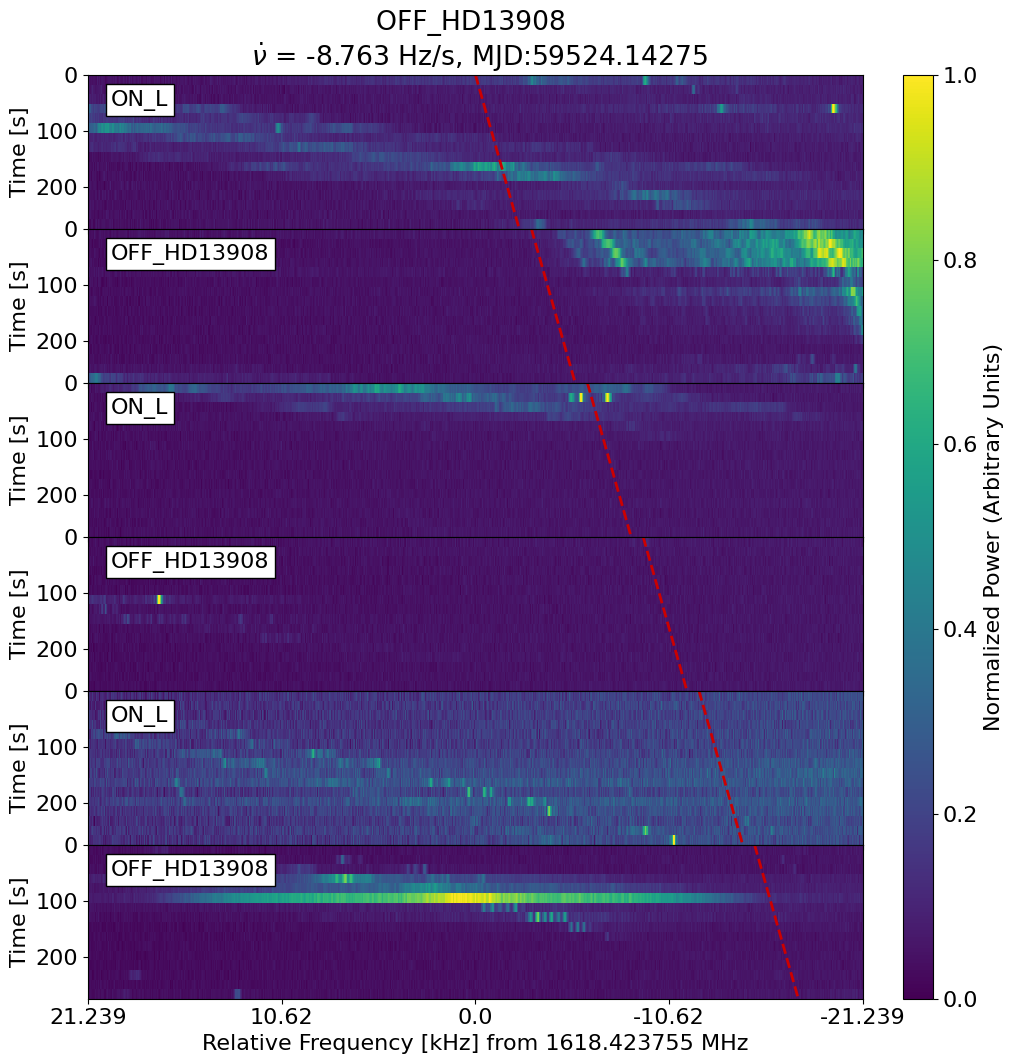 OFF_HD13908
ν̇ = -8.763 Hz/s, MJD:59524.14275
ON_L
OFF_HD13908
ON_L
OFF_HD13908
ON_L
OFF_HD13908
Time [s]
0
100
200
Time [s]
0
100
200
Time [s]
0
100
200
Time [s]
0
100
200
Time [s]
0
100
200
Time [s]
0
100
200
21.239 10.62 0.0 -10.62 -21.239
Relative Frequency [kHz] from 1618.423755 MHz
1.0
0.8
0.6
0.4
0.2
0.0
Normalized Power (Arbitrary Units)